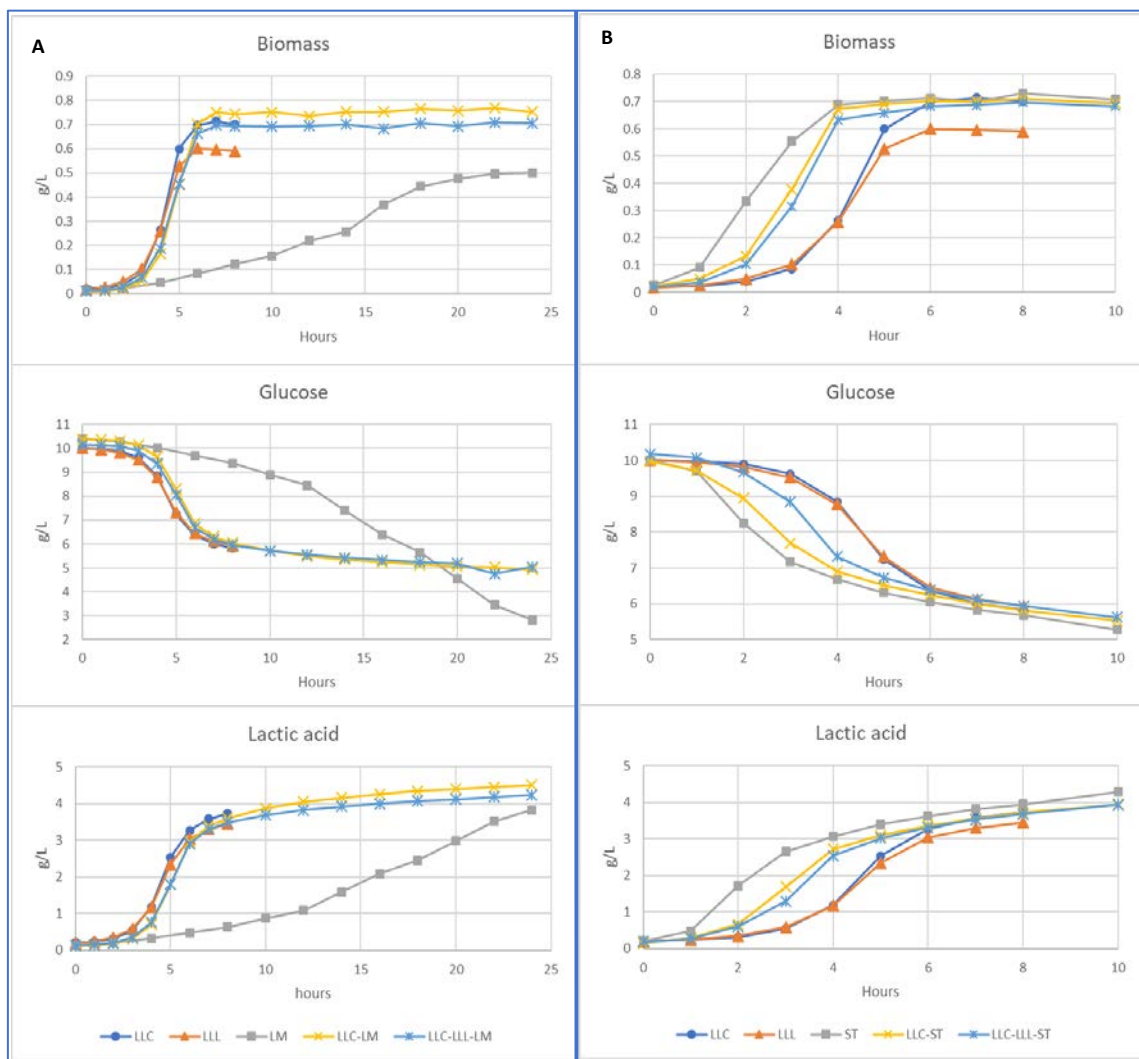 A
Biomass
0.9
0.8
0.7
0.6
0.5
0.4
0.3
0.2
0.1
0
g/L
0 5 10 15 20 25
Hours
Glucose
11
10
9
8
7
6
5
4
3
2
g/L
0 5 10 15 20 25
Hours
Lactic acid
5
4
3
2
1
0
g/L
0 5 10 15 20 25
hours
LLC LLL LM LLC-LM LLC-LLL-LM
B
Biomass
0.8
0.7
0.6
0.5
0.4
0.3
0.2
0.1
0
g/L
0 2 4 6 8 10
Hour
Glucose
11
10
9
8
7
6
5
g/L
0 2 4 6 8 10
Hours
Lactic acid
5
4
3
2
1
0
g/L
0 2 4 6 8 10
Hours
LLC LLL ST LLC-ST LLC-LLL-ST